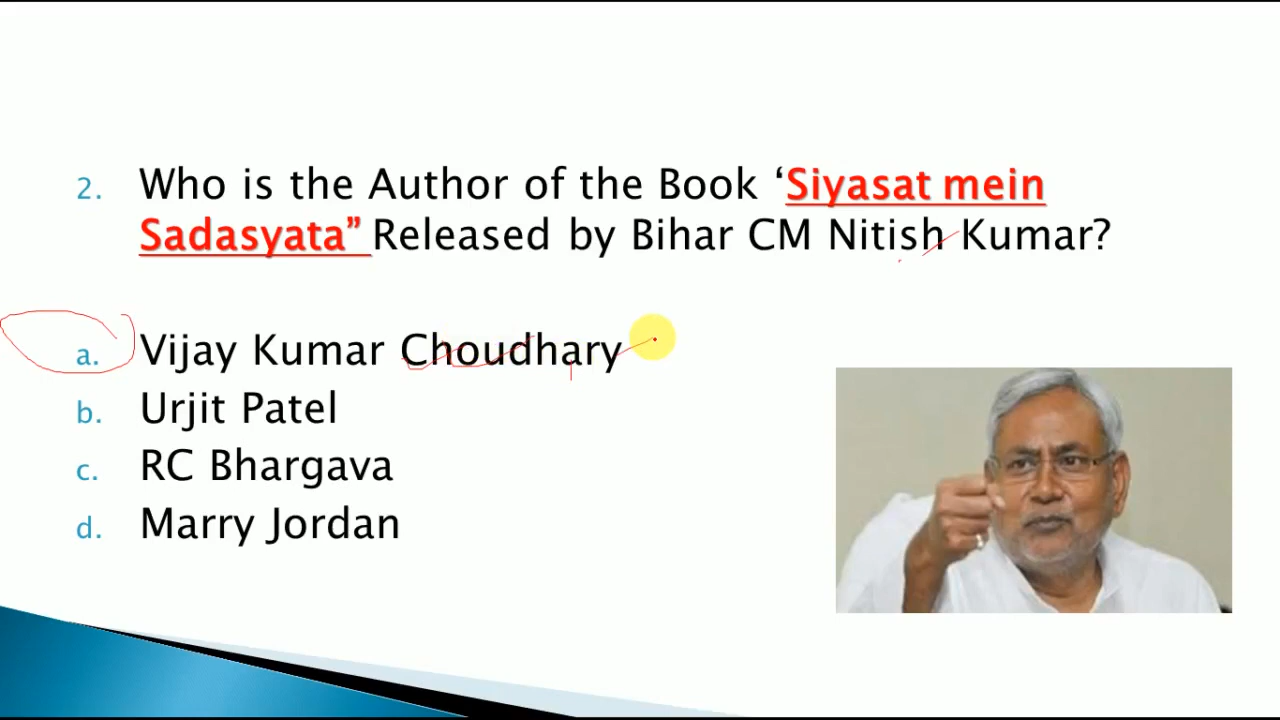 2. Who is the Author of the Book ‘Siyasat mein
Sadasyata” Released by Bihar CM Nitish Kumar?
a. Vijay Kumar Choudhary
b. Urjit Patel
c. RC Bhargava
d. Marry Jordan